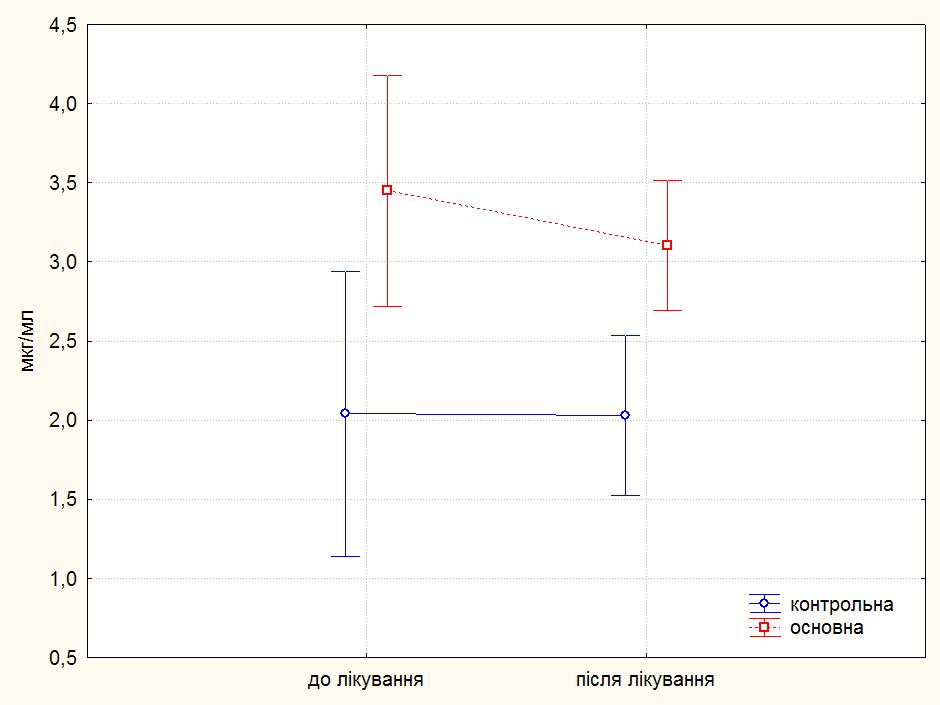 4,5
4,0
3,5
3,0
2,5
2,0
1,5
1,0
0,5
мкг/мл
до лікування
після лікування
контрольна
основна